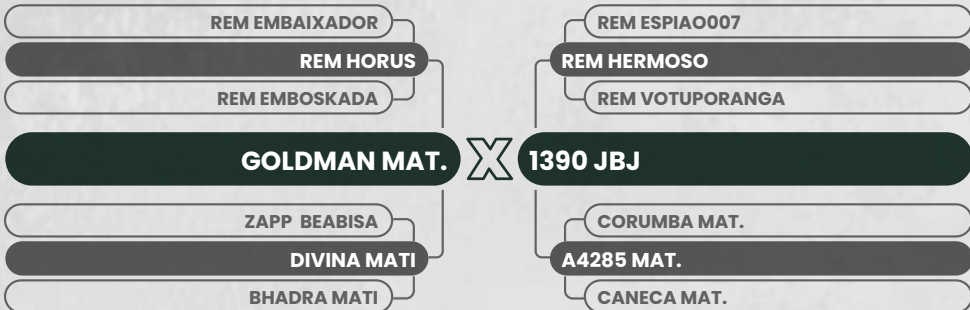 REM EMBAIXADOR
REM HORUS
REM EMBOSKADA
GOLDMAN MAT.
ZAPP BEABISA
DIVINA MATI
BHADRA MATI
X
REM ESPIAO007
REM HERMOSO
REM VOTUPORANGA
1390 JBJ
CORUMBA MAT.
A4285 MAT.
CANECA MAT.